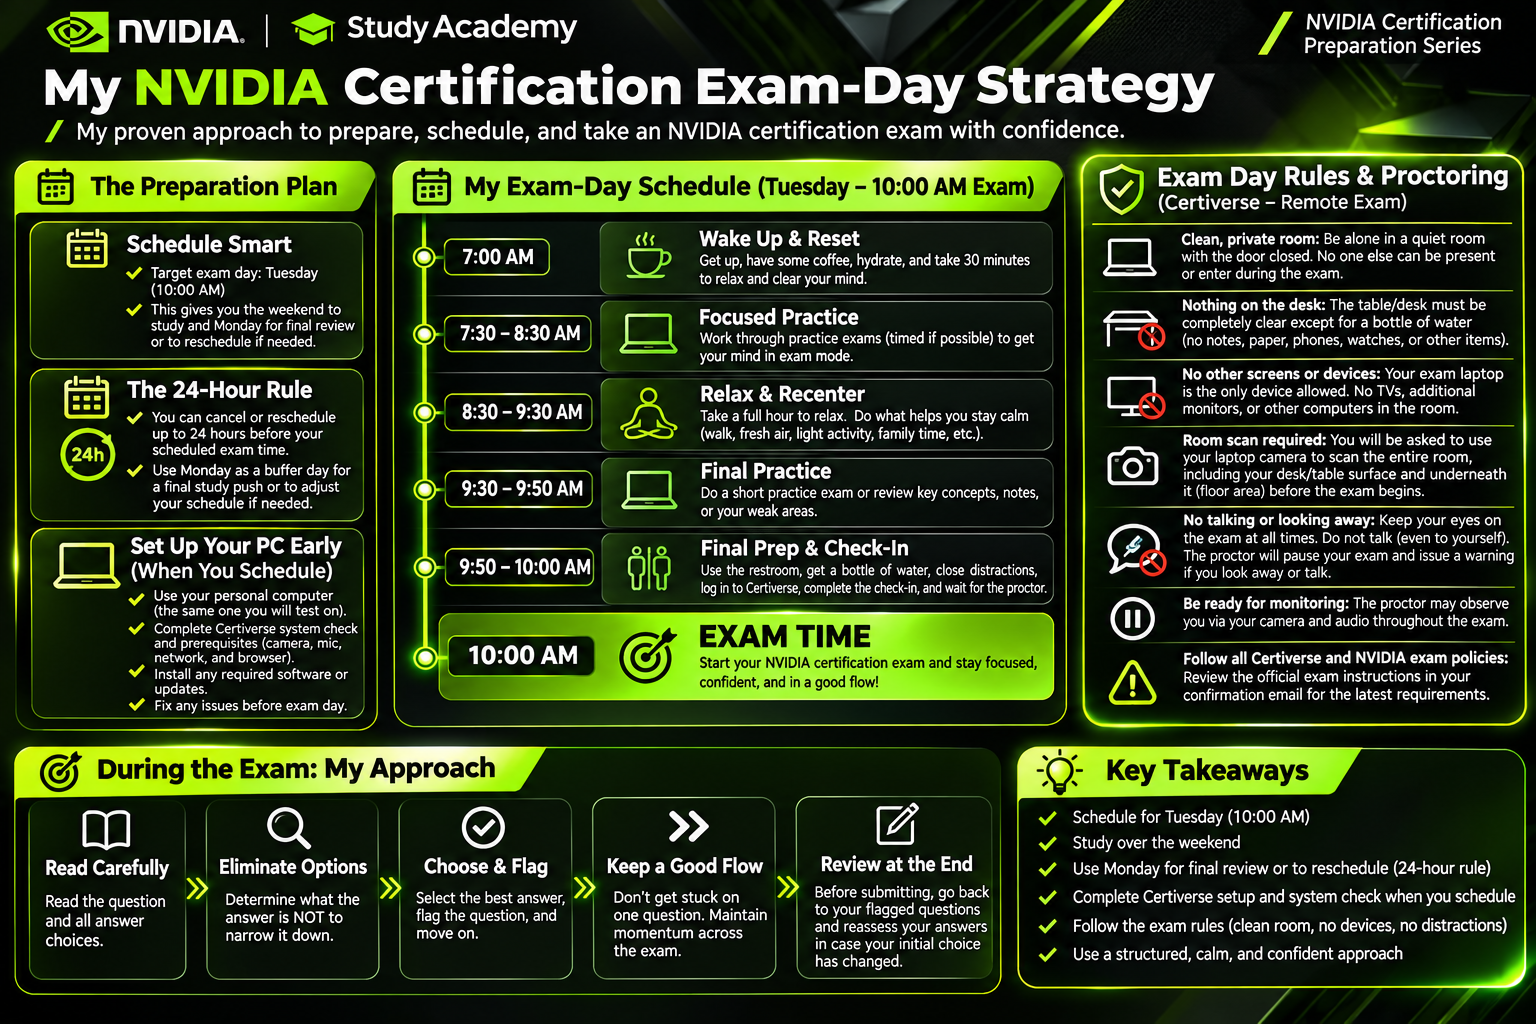 NVIDIA.
Study Academy
NVIDIA Certification
Preparation Series
My NVIDIA Certification Exam-Day Strategy
My proven approach to prepare, schedule, and take an NVIDIA certification exam with confidence.
The Preparation Plan
Schedule Smart
Target exam day: Tuesday
(10:00 AM)
This gives you the weekend to
study and Monday for final review
or to reschedule if needed.
The 24-Hour Rule
24h
You can cancel or reschedule
up to 24 hours before your
scheduled exam time.
Use Monday as a buffer day for
a final study push or to adjust
your schedule if needed.
Set Up Your PC Early
(When You Schedule)
Use your personal computer
(the same one you will test on).
Complete Certiverse system check
and prerequisites (camera, mic,
network, and browser).
Install any required software or
updates.
Fix any issues before exam day.
My Exam-Day Schedule (Tuesday – 10:00 AM Exam)
7:00 AM
Wake Up & Reset
Get up, have some coffee, hydrate, and take 30 minutes
to relax and clear your mind.
7:30 – 8:30 AM
Focused Practice
Work through practice exams (timed if possible) to get
your mind in exam mode.
8:30 – 9:30 AM
Relax & Recenter
Take a full hour to relax. Do what helps you stay calm
(walk, fresh air, light activity, family time, etc.).
9:30 – 9:50 AM
Final Practice
Do a short practice exam or review key concepts, notes,
or your weak areas.
9:50 – 10:00 AM
Final Prep & Check-In
Use the restroom, get a bottle of water, close distractions,
log in to Certiverse, complete the check-in, and wait for the proctor.
10:00 AM
EXAM TIME
Start your NVIDIA certification exam and stay focused,
confident, and in a good flow!
Exam Day Rules & Proctoring
(Certiverse – Remote Exam)
Clean, private room: Be alone in a quiet room
with the door closed. No one else can be present
or enter during the exam.
Nothing on the desk: The table/desk must be
completely clear except for a bottle of water
(no notes, paper, phones, watches, or other items).
No other screens or devices: Your exam laptop
is the only device allowed. No TVs, additional
monitors, or other computers in the room.
Room scan required: You will be asked to use
your laptop camera to scan the entire room,
including your desk/table surface and underneath
it (floor area) before the exam begins.
No talking or looking away: Keep your eyes on
the exam at all times. Do not talk (even to yourself).
The proctor will pause your exam and issue a warning
if you look away or talk.
Be ready for monitoring: The proctor may observe
you via your camera and audio throughout the exam.
Follow all Certiverse and NVIDIA exam policies:
Review the official exam instructions in your
confirmation email for the latest requirements.
During the Exam: My Approach
Read Carefully
Read the question
and all answer
choices.
Eliminate Options
Determine what the
answer is NOT to
narrow it down.
Choose & Flag
Select the best answer,
flag the question, and
move on.
Keep a Good Flow
Don't get stuck on
one question. Maintain
momentum across
the exam.
Review at the End
Before submitting, go back
to your flagged questions
and reassess your answers
in case your initial choice
has changed.
Key Takeaways
Schedule for Tuesday (10:00 AM)
Study over the weekend
Use Monday for final review or to reschedule (24-hour rule)
Complete Certiverse setup and system check when you schedule
Follow the exam rules (clean room, no devices, no distractions)
Use a structured, calm, and confident approach